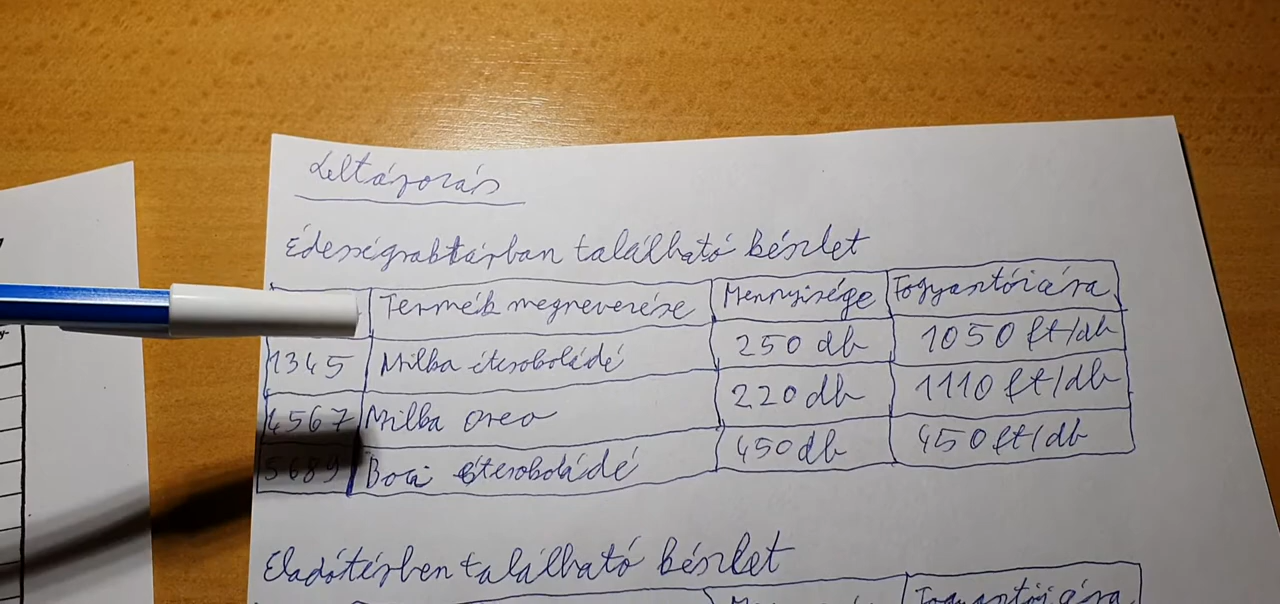 Leltározás
Édességraktárban található készlet
Termék megnevezése Mennyisége Fogyasztói ára
1345 Milka étcsokoládé 250 db 1050 ft/db
4567 Milka oreo 220 db 1110 ft/db
5689 Boci étcsokoládé 450 db 450 ft/db
Eladótérben található készlet
Fogyasztói ára